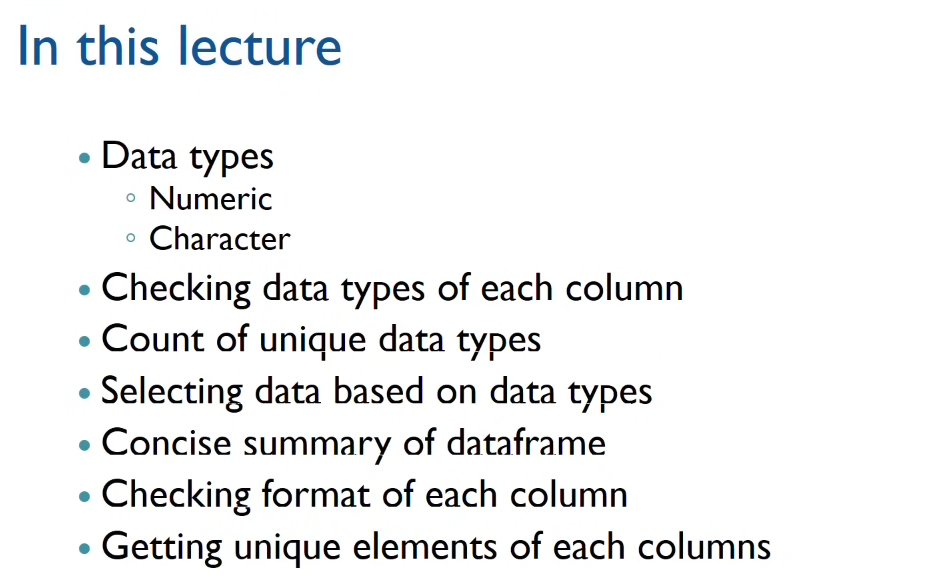 In this lecture
• Data types
◦ Numeric
◦ Character
• Checking data types of each column
• Count of unique data types
• Selecting data based on data types
• Concise summary of dataframe
• Checking format of each column
• Getting unique elements of each columns